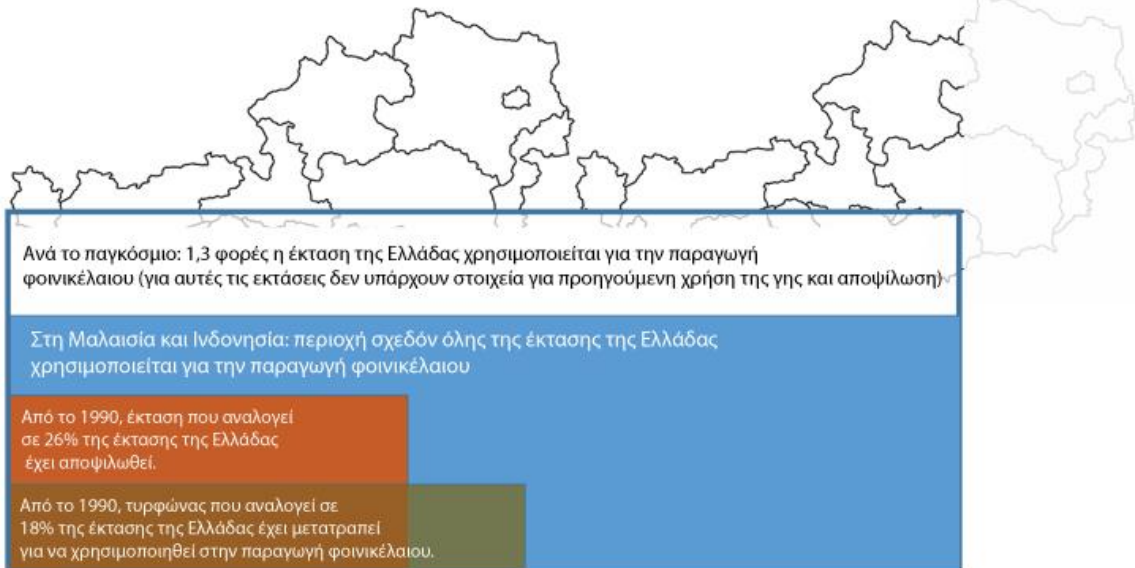 Ανά το παγκόσμιο: 1,3 φορές η έκταση της Ελλάδας χρησιμοποιείται για την παραγωγή
φοινικέλαιου (για αυτές τις εκτάσεις δεν υπάρχουν στοιχεία για προηγούμενη χρήση της γης και αποψίλωση)
Στη Μαλαισία και Ινδονησία: περιοχή σχεδόν όλης της έκτασης της Ελλάδας
χρησιμοποιείται για την παραγωγή φοινικέλαιου
Από το 1990, έκταση που αναλογεί
σε 26% της έκτασης της Ελλάδας
έχει αποψιλωθεί.
Από το 1990, τυρφώνας που αναλογεί σε
18% της έκτασης της Ελλάδας έχει μετατραπεί
για να χρησιμοποιηθεί στην παραγωγή φοινικέλαιου.